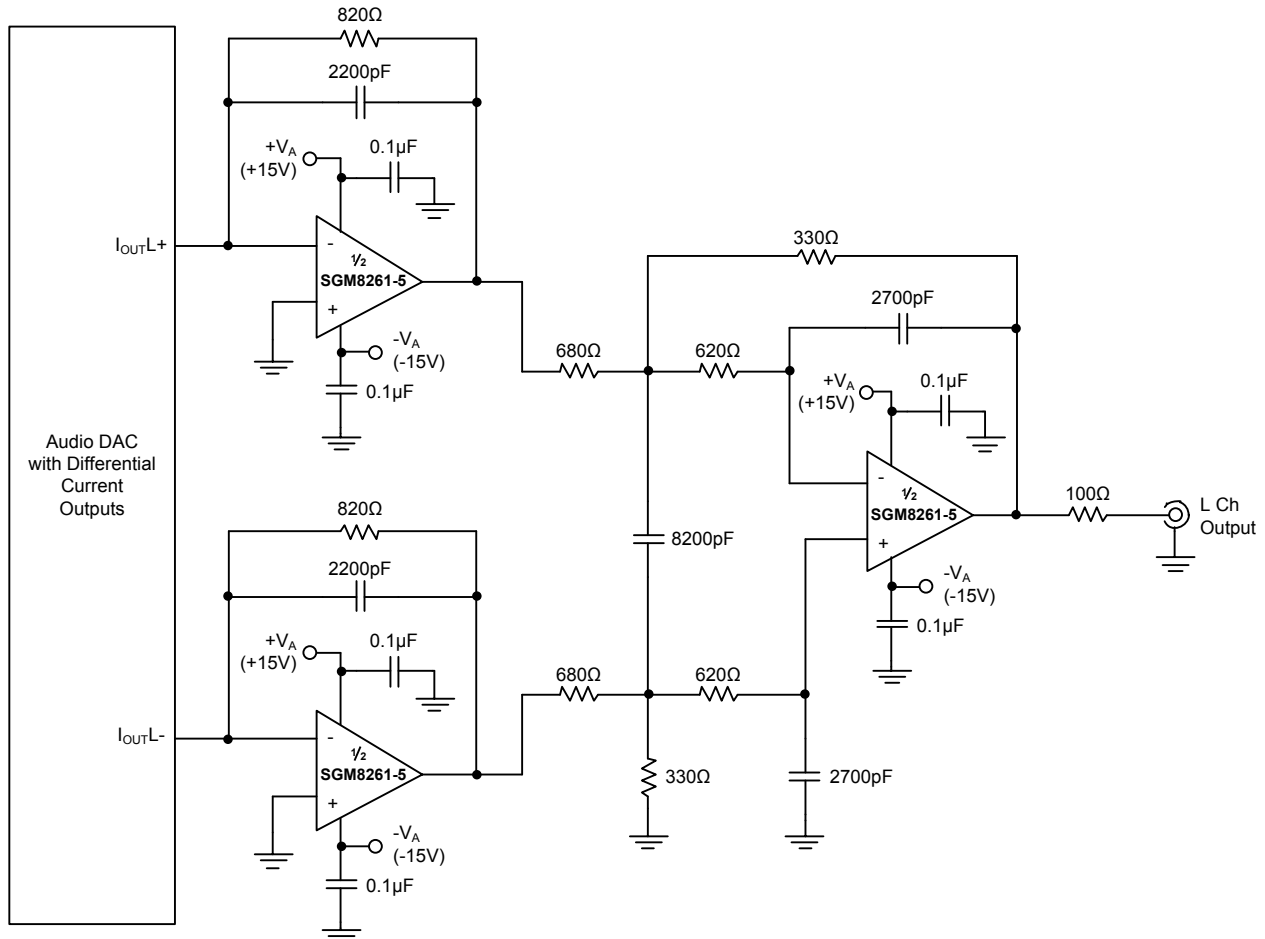 820Ω
2200pF
+VA
(+15V)
0.1µF
IOUTL+
-
½
SGM8261-5
+
-VA
(-15V)
0.1µF
330Ω
2700pF
680Ω
620Ω
+VA
(+15V)
0.1µF
Audio DAC
with Differential
Current
Outputs
-
½
SGM8261-5
+
100Ω
L Ch
Output
820Ω
8200pF
2200pF
-VA
(-15V)
0.1µF
+VA
(+15V)
0.1µF
680Ω
620Ω
IOUTL-
-
½
SGM8261-5
+
330Ω
2700pF
-VA
(-15V)
0.1µF